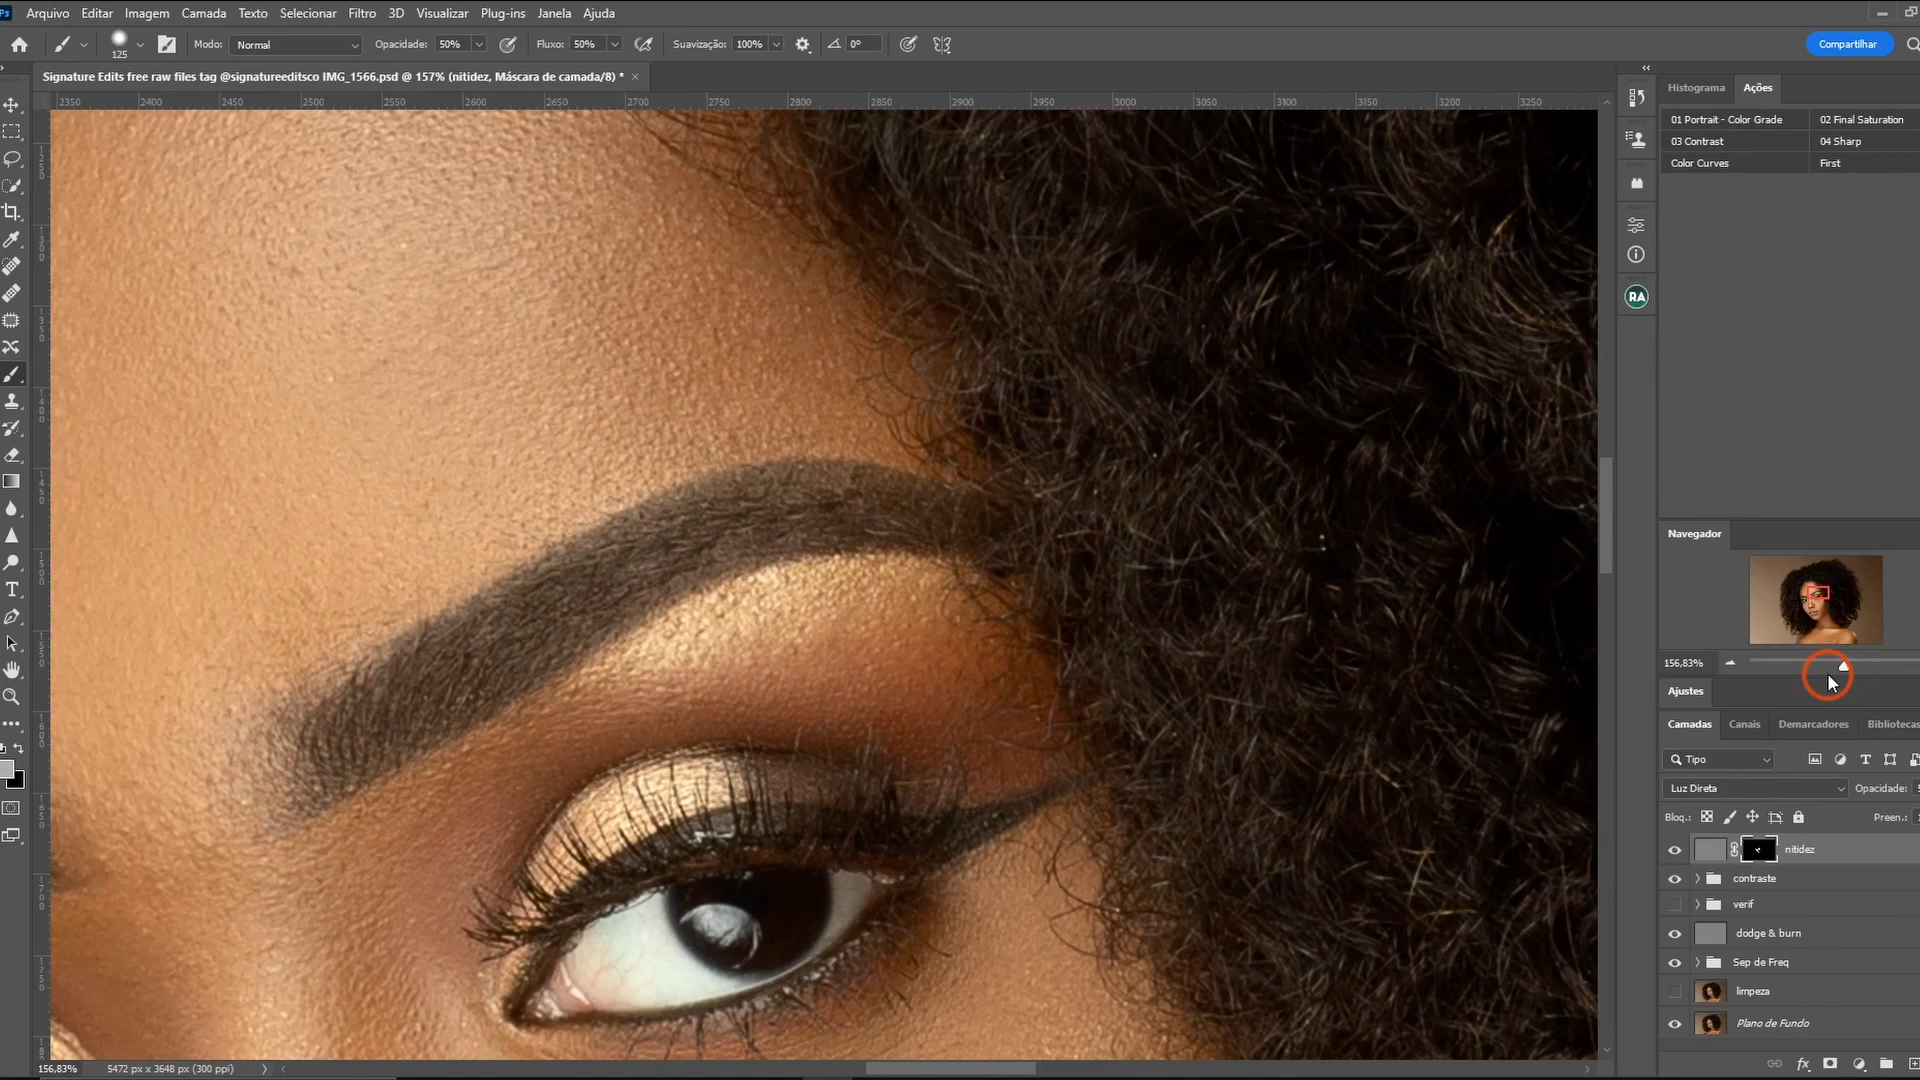 Ps Arquivo Editar Imagem Camada Texto Selecionar Filtro 3D Visualizar Plug-ins Janela Ajuda
125 Modo: Normal Opacidade: 50% Fluxo: 50% Suavização: 100% 0° Compartilhar
Signature Edits free raw files tag @signatureeditsco IMG_1566.psd @ 157% (nitidez, Máscara de camada/8) * ×
2350 2400 2450 2500 2550 2600 2650 2700 2750 2800 2850 2900 2950 3000 3050 3100 3150 3200 3250
Histograma Ações
01 Portrait - Color Grade 02 Final Saturation
03 Contrast 04 Sharp
Color Curves First
RA
Navegador
156,83%
Ajustes
Camadas Canais Demarcadores Bibliotecas
Tipo
Luz Direta Opacidade:
Bloq.: Preen.:
nitidez
contraste
verif
dodge & burn
Sep de Freq
limpeza
Plano de Fundo
fx
156,83% 5472 px x 3648 px (300 ppi)